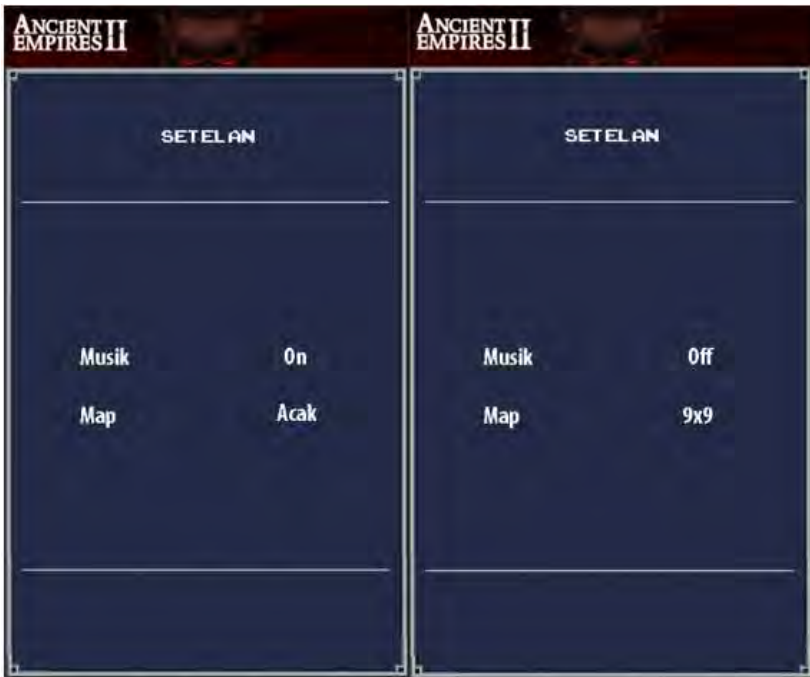 ANCIENT
EMPIRES II
SETELAN
Musik On
Map Acak
ANCIENT
EMPIRES II
SETELAN
Musik Off
Map 9x9